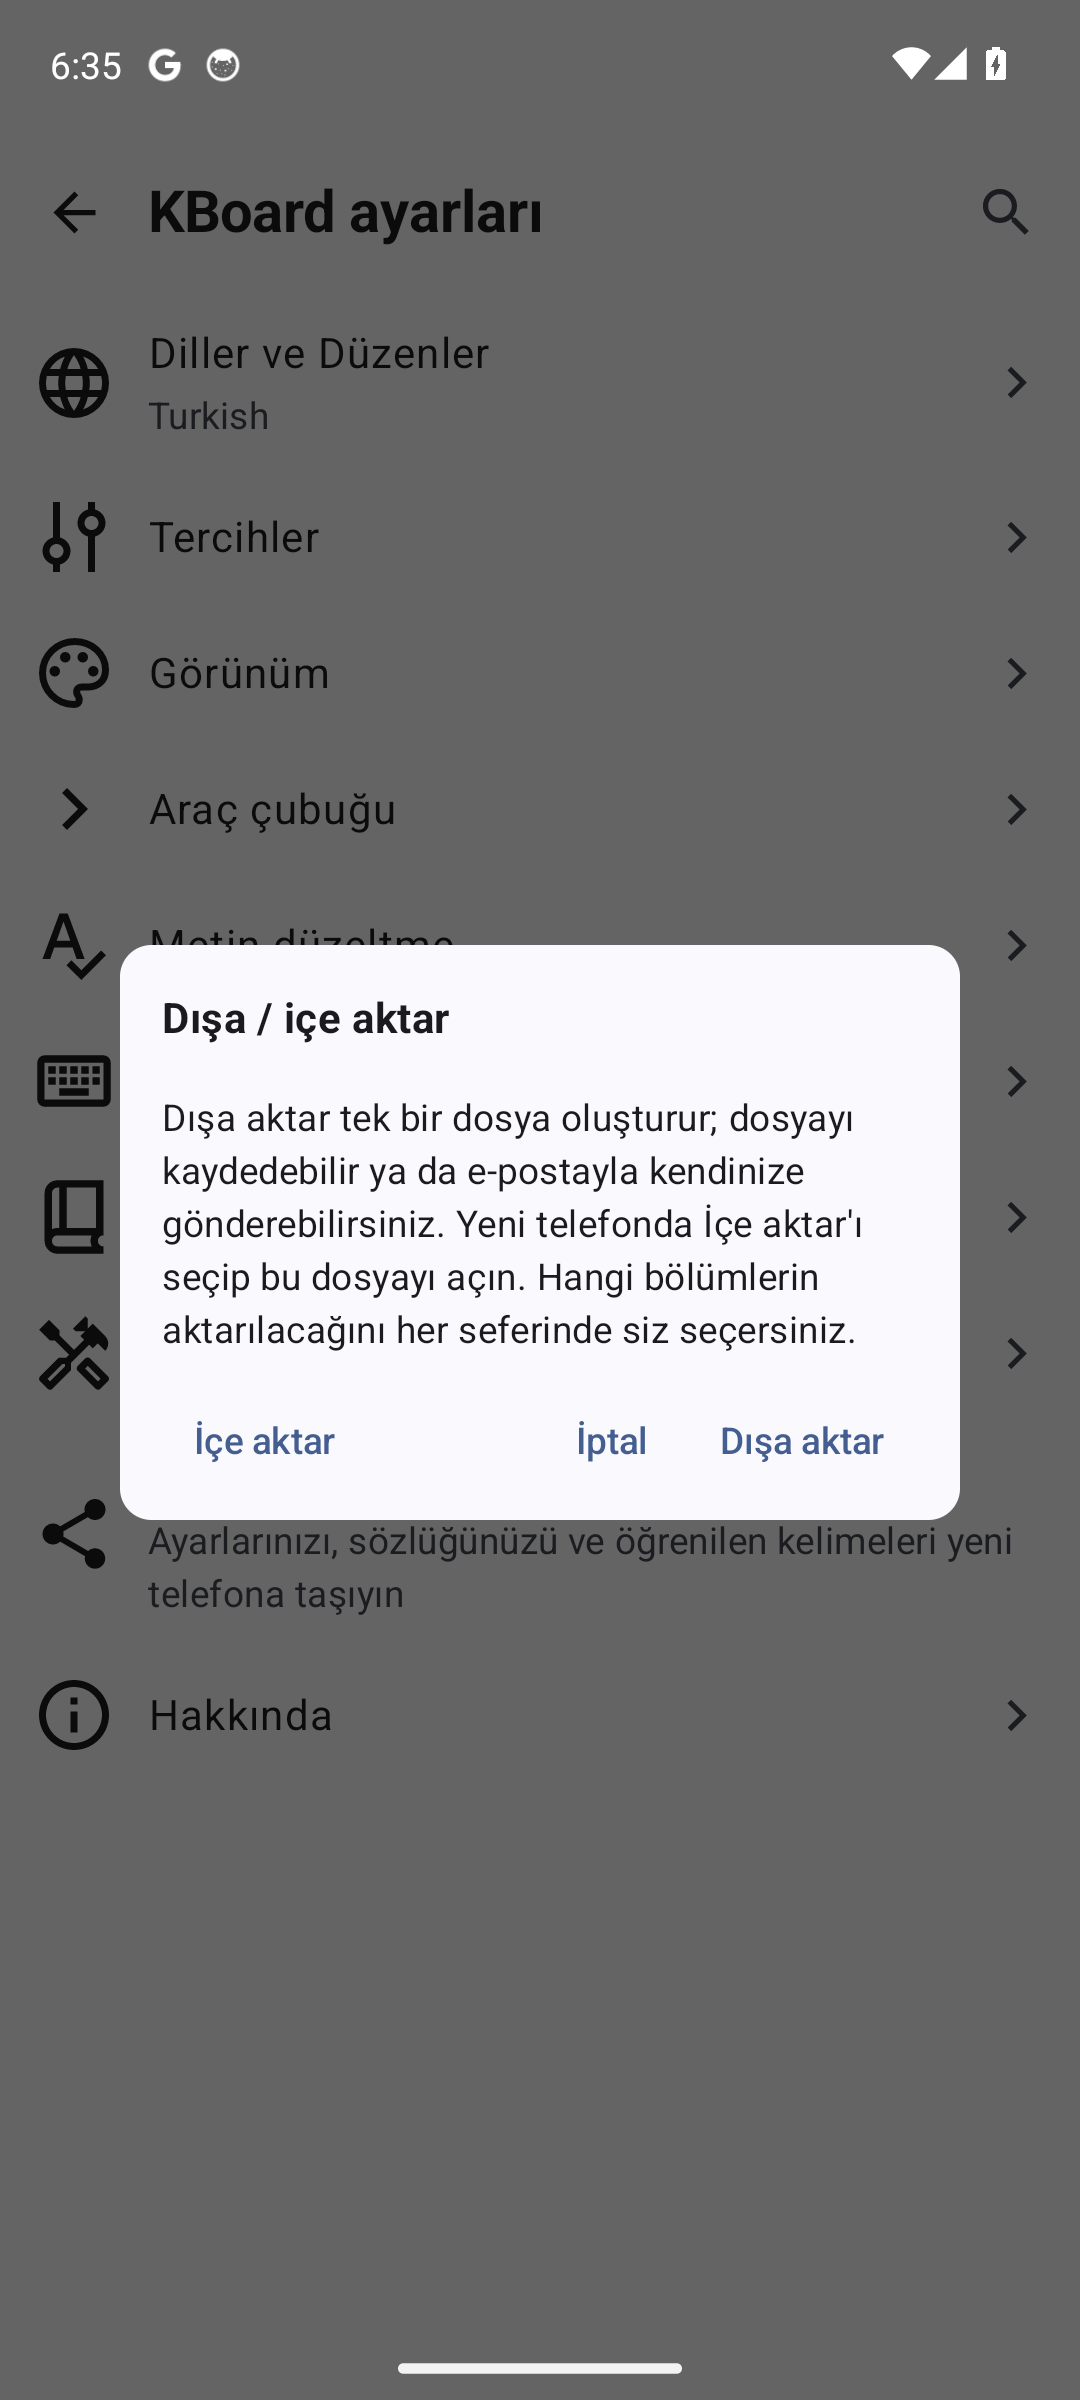 6:35
KBoard ayarları
Diller ve Düzenler
Turkish
Tercihler
Görünüm
Araç çubuğu
Metin düzeltme
Dışa / içe aktar
Dışa aktar tek bir dosya oluşturur; dosyayı
kaydedebilir ya da e-postayla kendinize
gönderebilirsiniz. Yeni telefonda İçe aktar'ı
seçip bu dosyayı açın. Hangi bölümlerin
aktarılacağını her seferinde siz seçersiniz.
İçe aktar İptal Dışa aktar
Ayarlarınızı, sözlüğünüzü ve öğrenilen kelimeleri yeni
telefona taşıyın
Hakkında